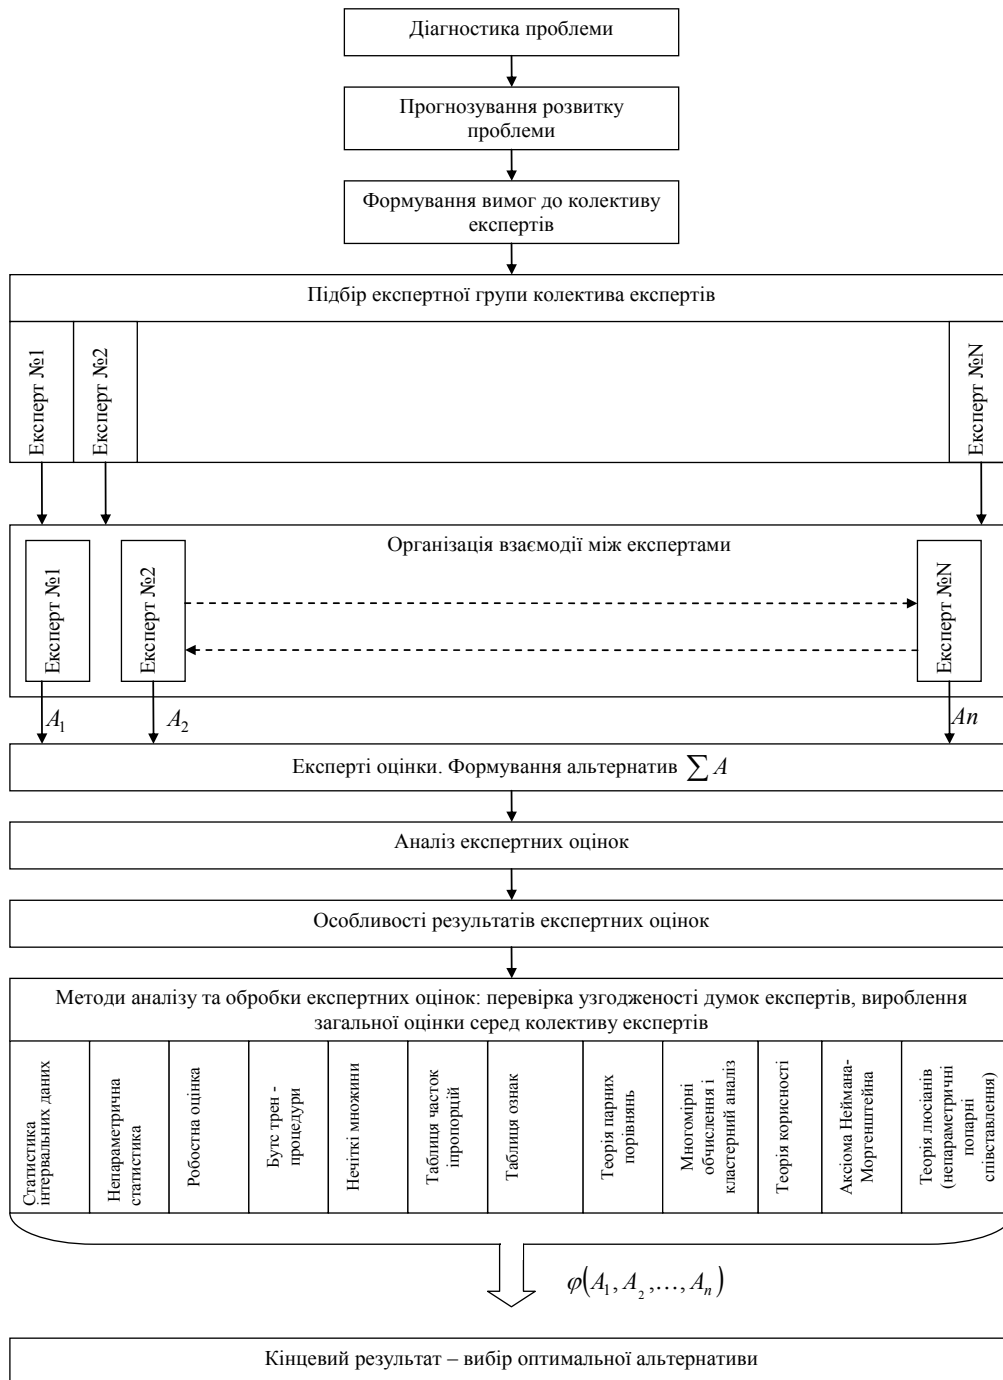 Діагностика проблеми
Прогнозування розвитку
проблеми
Формування вимог до колективу
експертів
Підбір експертної групи колектива експертів
Експерт №1
Експерт №2
Експерт №N
Організація взаємодії між експертами
Експерт №1
Експерт №2
Експерт №N
A₁
A₂
An
Експерті оцінки. Формування альтернатив ∑ A
Аналіз експертних оцінок
Особливості результатів експертних оцінок
Методи аналізу та обробки експертних оцінок: перевірка узгодженості думок експертів, вироблення
загальної оцінки серед колективу експертів
Статистика
інтервальних даних
Непараметрична
статистика
Робостна оцінка
Бутс трен -
процедури
Нечіткі множини
Таблиця часток
іпропорцій
Таблиця ознак
Теорія парних
порівнянь
Многомірні
обчислення і
кластерний аналіз
Теорія корисності
Аксіома Неймана-
Моргенштейна
Теорія люсіанів
(непараметричні
попарні
співставлення)
φ(A₁, A₂,…, Aₙ)
Кінцевий результат – вибір оптимальної альтернативи